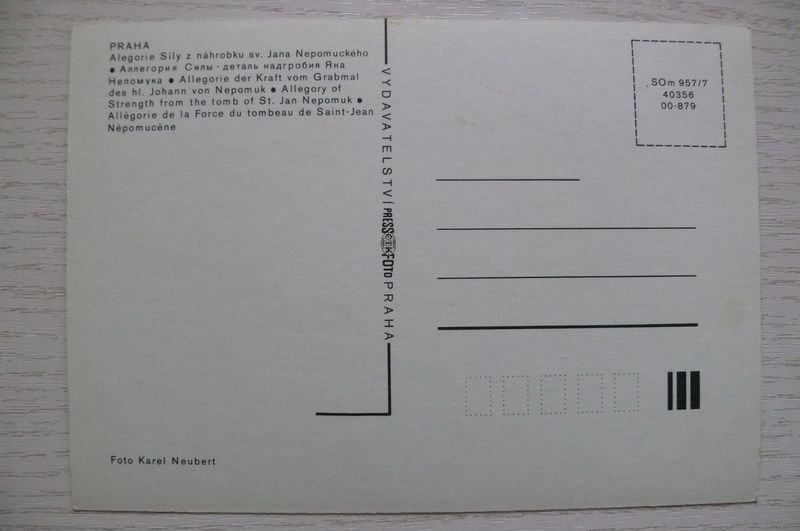 PRAHA
Alegorie Síly z náhrobku sv. Jana Nepomuckého
● Аллегория Силы - деталь надгробия Яна
Непомука ● Allegorie der Kraft vom Grabmal
des hl. Johann von Nepomuk ● Allegory of
Strength from the tomb of St. Jan Nepomuk ●
Allégorie de la Force du tombeau de Saint-Jean
Népomucène
VYDAVATELSTVÍ PRESSFOTO PRAHA
ČTK
SOm 957/7
40356
00-879
Foto Karel Neubert